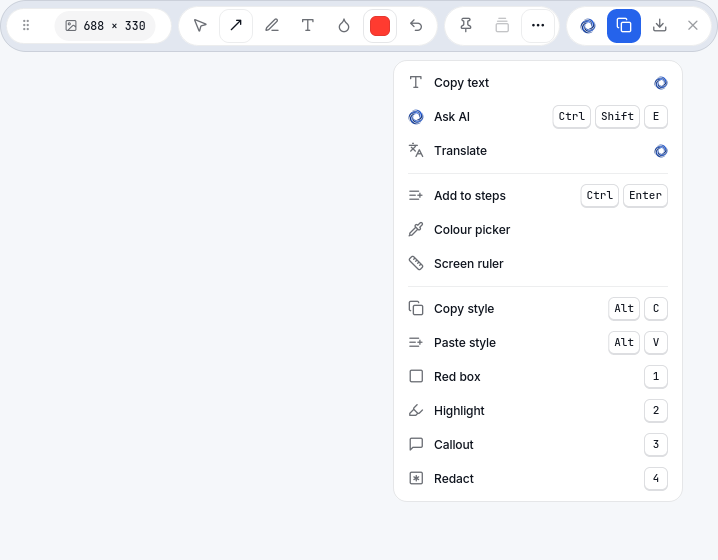 688 × 330
Copy text
Ask AI Ctrl Shift E
Translate
Add to steps Ctrl Enter
Colour picker
Screen ruler
Copy style Alt C
Paste style Alt V
Red box 1
Highlight 2
Callout 3
Redact 4